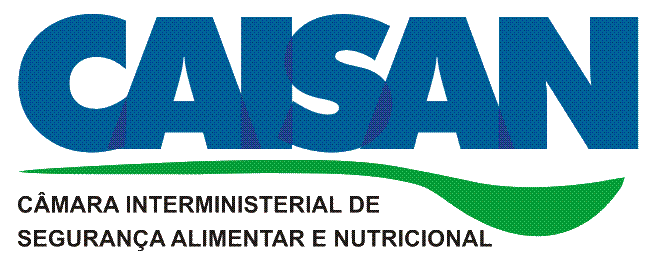 CAISAN
CÂMARA INTERMINISTERIAL DE
SEGURANÇA ALIMENTAR E NUTRICIONAL